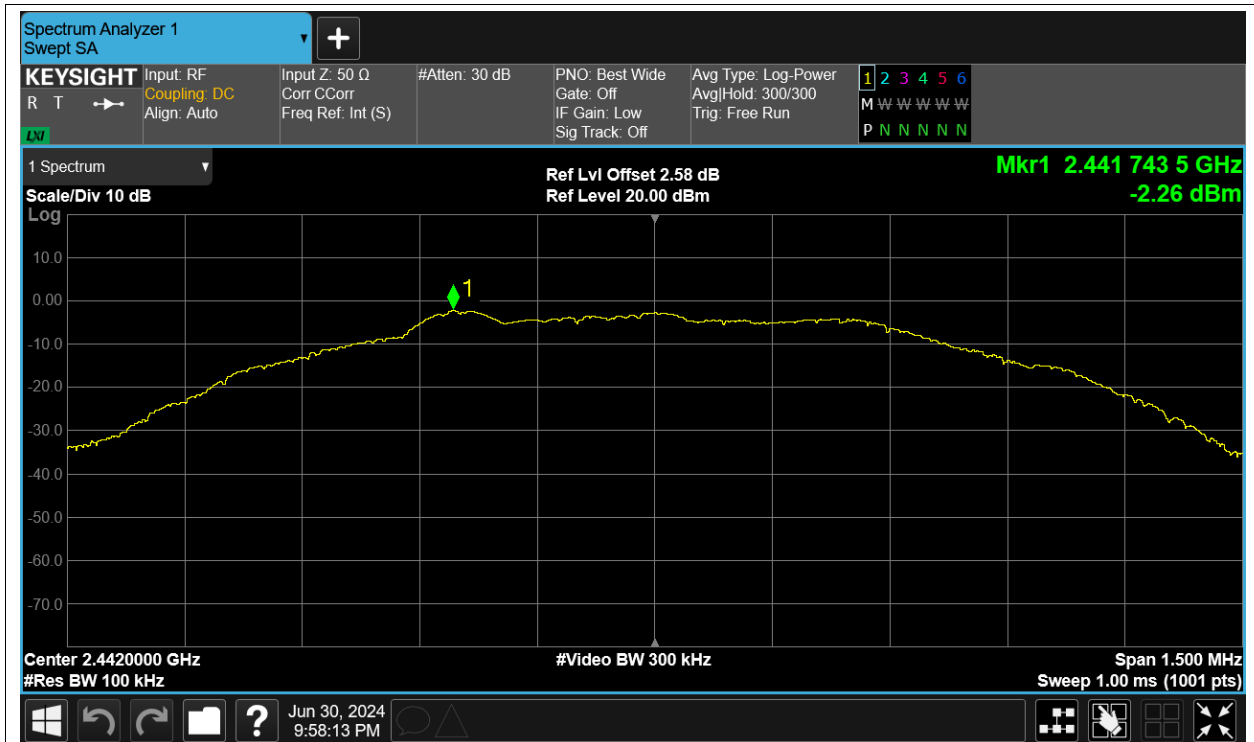 Spectrum Analyzer 1
Swept SA
KEYSIGHT
R T
LXI
Input: RF
Coupling: DC
Align: Auto
Input Z: 50 Ω
Corr CCorr
Freq Ref: Int (S)
#Atten: 30 dB
PNO: Best Wide
Gate: Off
IF Gain: Low
Sig Track: Off
Avg Type: Log-Power
Avg|Hold: 300/300
Trig: Free Run
1 2 3 4 5 6
M W W W W W
P N N N N N
1 Spectrum
Scale/Div 10 dB
Log
Ref Lvl Offset 2.58 dB
Ref Level 20.00 dBm
Mkr1 2.441 743 5 GHz
-2.26 dBm
10.0
0.00
-10.0
-20.0
-30.0
-40.0
-50.0
-60.0
-70.0
1
Center 2.4420000 GHz
#Res BW 100 kHz
#Video BW 300 kHz
Span 1.500 MHz
Sweep 1.00 ms (1001 pts)
?
Jun 30, 2024
9:58:13 PM